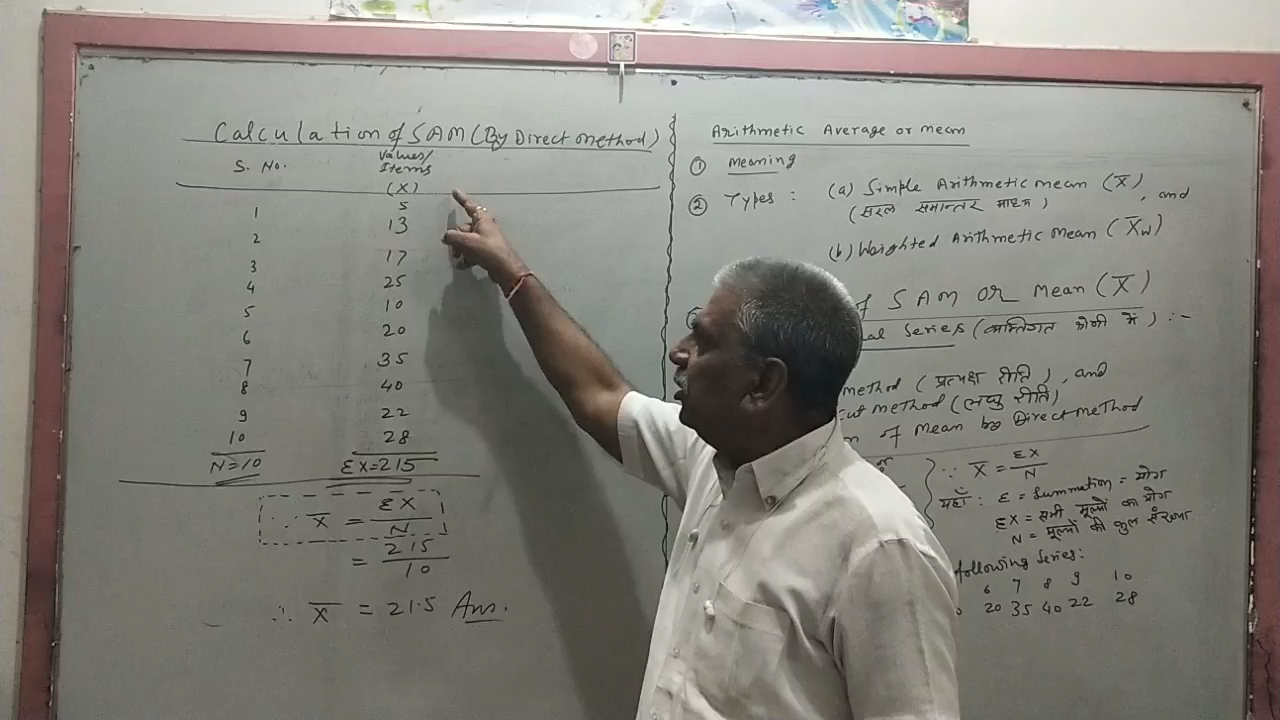 Calculation of SAM (By Direct Method)
S. No.
Values/
Items
(X)
1 5
2 13
3 17
4 25
5 10
6 20
7 35
8 40
9 22
10 28
N=10 ΣX=215
∵ X̅ = ΣX/N
= 215/10
∴ X̅ = 21.5 Ans.
Arithmetic Average or mean
① Meaning
② Types : (a) Simple Arithmetic mean (X̅), and
(सरल समान्तर माध्य)
(b) Weighted Arithmetic Mean (X̅w)
of SAM or Mean (X̅)
al Series (व्यक्तिगत श्रेणी में) :-
method (प्रत्यक्ष रीति), and
cut method (लघु रीति)
of Mean by Direct Method
∵ X̅ = ΣX/N
यहाँ : Σ = Summation = योग
ΣX = सभी मूल्यों का योग
N = मूल्यों की कुल संख्या
following Series:
6 7 8 9 10
20 35 40 22 28